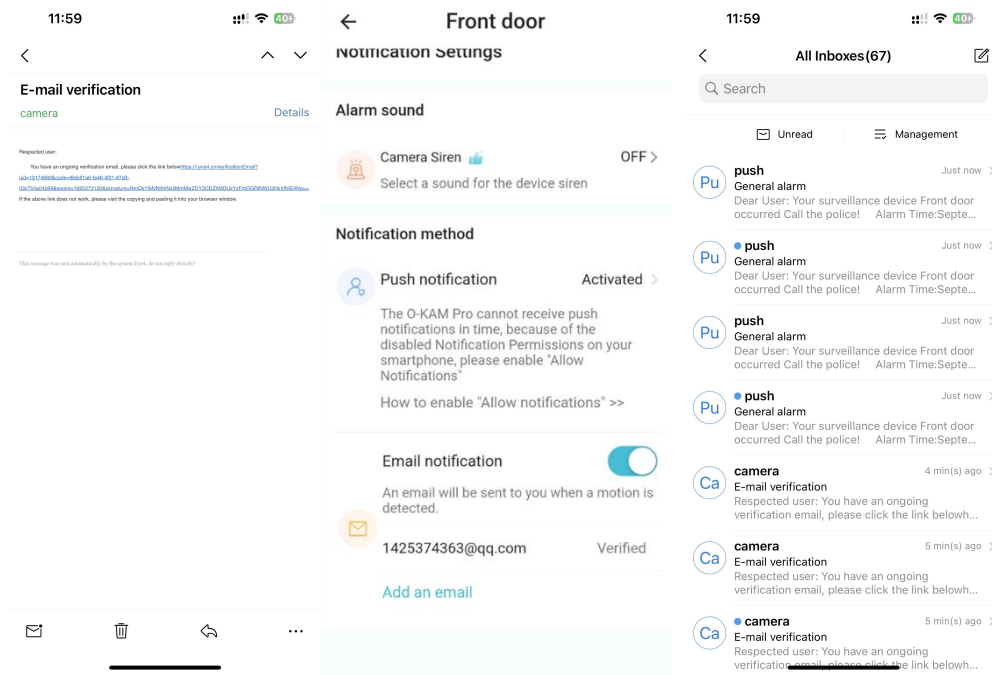 11:59
40
E-mail verification
camera
Details
Respected user:
You have an ongoing verification email, please click the link below
If the above link does not work, please visit the copying and pasting it into your browser window.
This message was sent automatically by the system Eye4, do not reply directly!
Front door
Notification Settings
Alarm sound
Camera Siren
OFF
Select a sound for the device siren
Notification method
Push notification
Activated
The O-KAM Pro cannot receive push
notifications in time, because of the
disabled Notification Permissions on your
smartphone, please enable "Allow
Notifications"
How to enable "Allow notifications" >>
Email notification
An email will be sent to you when a motion is
detected.
1425374363@qq.com
Verified
Add an email
11:59
40
All Inboxes(67)
Search
Unread
Management
Pu
push
Just now
General alarm
Dear User: Your surveillance device Front door
occurred Call the police! Alarm Time:Septe...
Pu
push
Just now
General alarm
Dear User: Your surveillance device Front door
occurred Call the police! Alarm Time:Septe...
Pu
push
Just now
General alarm
Dear User: Your surveillance device Front door
occurred Call the police! Alarm Time:Septe...
Pu
push
Just now
General alarm
Dear User: Your surveillance device Front door
occurred Call the police! Alarm Time:Septe...
Ca
camera
4 min(s) ago
E-mail verification
Respected user: You have an ongoing
verification email, please click the link belowh...
Ca
camera
5 min(s) ago
E-mail verification
Respected user: You have an ongoing
verification email, please click the link belowh...
Ca
camera
5 min(s) ago
E-mail verification
Respected user: You have an ongoing
verification email, please click the link belowh...